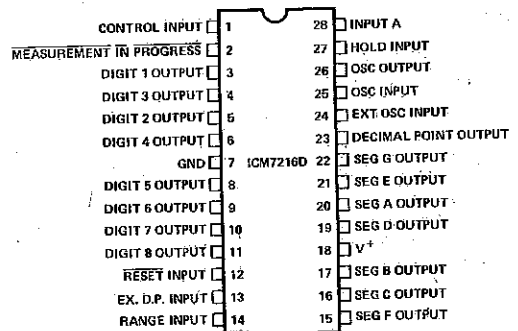 CONTROL INPUT 1
MEASUREMENT IN PROGRESS 2
DIGIT 1 OUTPUT 3
DIGIT 3 OUTPUT 4
DIGIT 2 OUTPUT 5
DIGIT 4 OUTPUT 6
GND 7
DIGIT 5 OUTPUT 8
DIGIT 6 OUTPUT 9
DIGIT 7 OUTPUT 10
DIGIT 8 OUTPUT 11
RESET INPUT 12
EX. D.P. INPUT 13
RANGE INPUT 14
ICM7216D
28 INPUT A
27 HOLD INPUT
26 OSC OUTPUT
25 OSC INPUT
24 EXT OSC INPUT
23 DECIMAL POINT OUTPUT
22 SEG G OUTPUT
21 SEG E OUTPUT
20 SEG A OUTPUT
19 SEG D OUTPUT
18 V+
17 SEG B OUTPUT
16 SEG C OUTPUT
15 SEG F OUTPUT